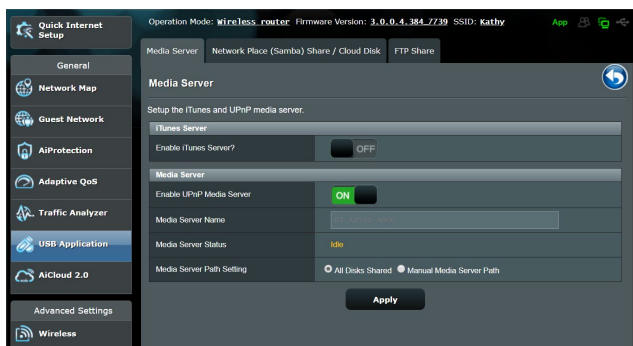 Quick Internet
Setup
Operation Mode: Wireless router Firmware Version: 3.0.0.4.384_7739 SSID: Kathy
App
Media Server
Network Place (Samba) Share / Cloud Disk
FTP Share
General
Network Map
Guest Network
AiProtection
Adaptive QoS
Traffic Analyzer
USB Application
AiCloud 2.0
Advanced Settings
Wireless
Media Server
Setup the iTunes and UPnP media server.
iTunes Server
Enable iTunes Server?
OFF
Media Server
Enable UPnP Media Server
ON
Media Server Name
Media Server Status
Idle
Media Server Path Setting
All Disks Shared
Manual Media Server Path
Apply